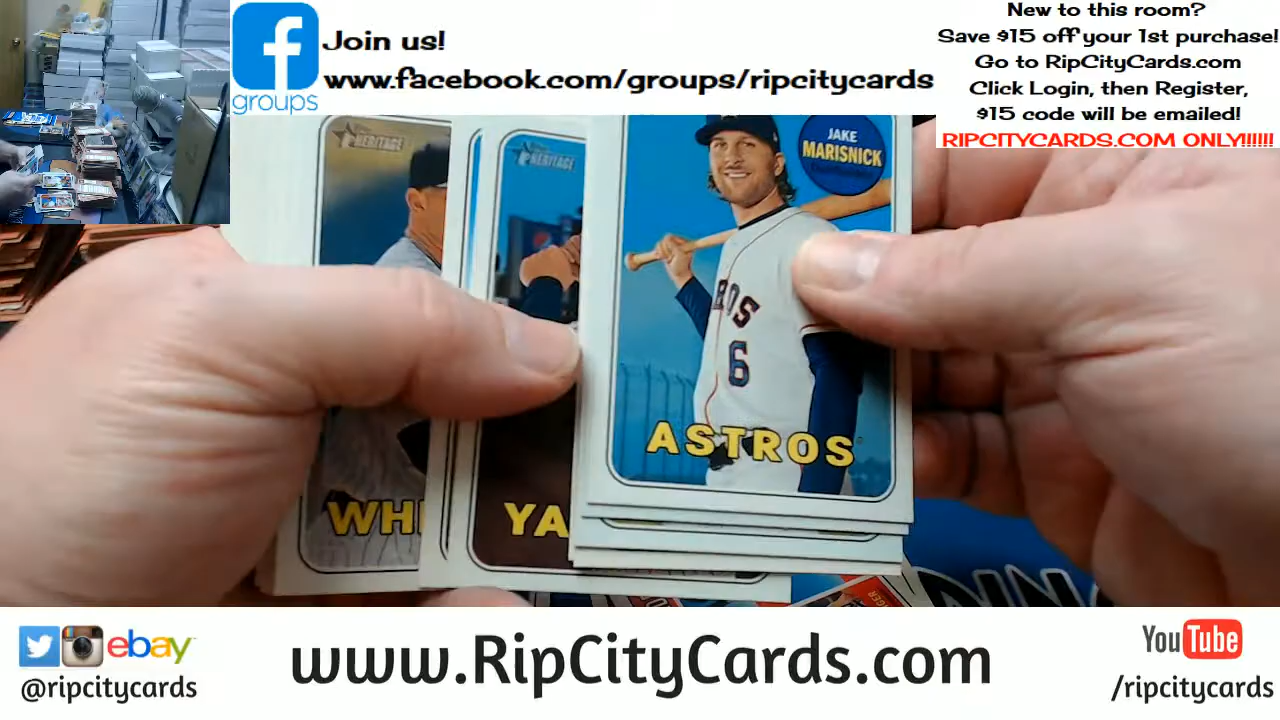 f
groups
Join us!
www.facebook.com/groups/ripcitycards
New to this room?
Save $15 off your 1st purchase!
Go to RipCityCards.com
Click Login, then Register,
$15 code will be emailed!
RIPCITYCARDS.COM ONLY!!!!!!
HERITAGE
HERITAGE
JAKE
MARISNICK
ROS
6
ASTROS
WHI
YA
ebay
@ripcitycards
www.RipCityCards.com
YouTube
/ripcitycards